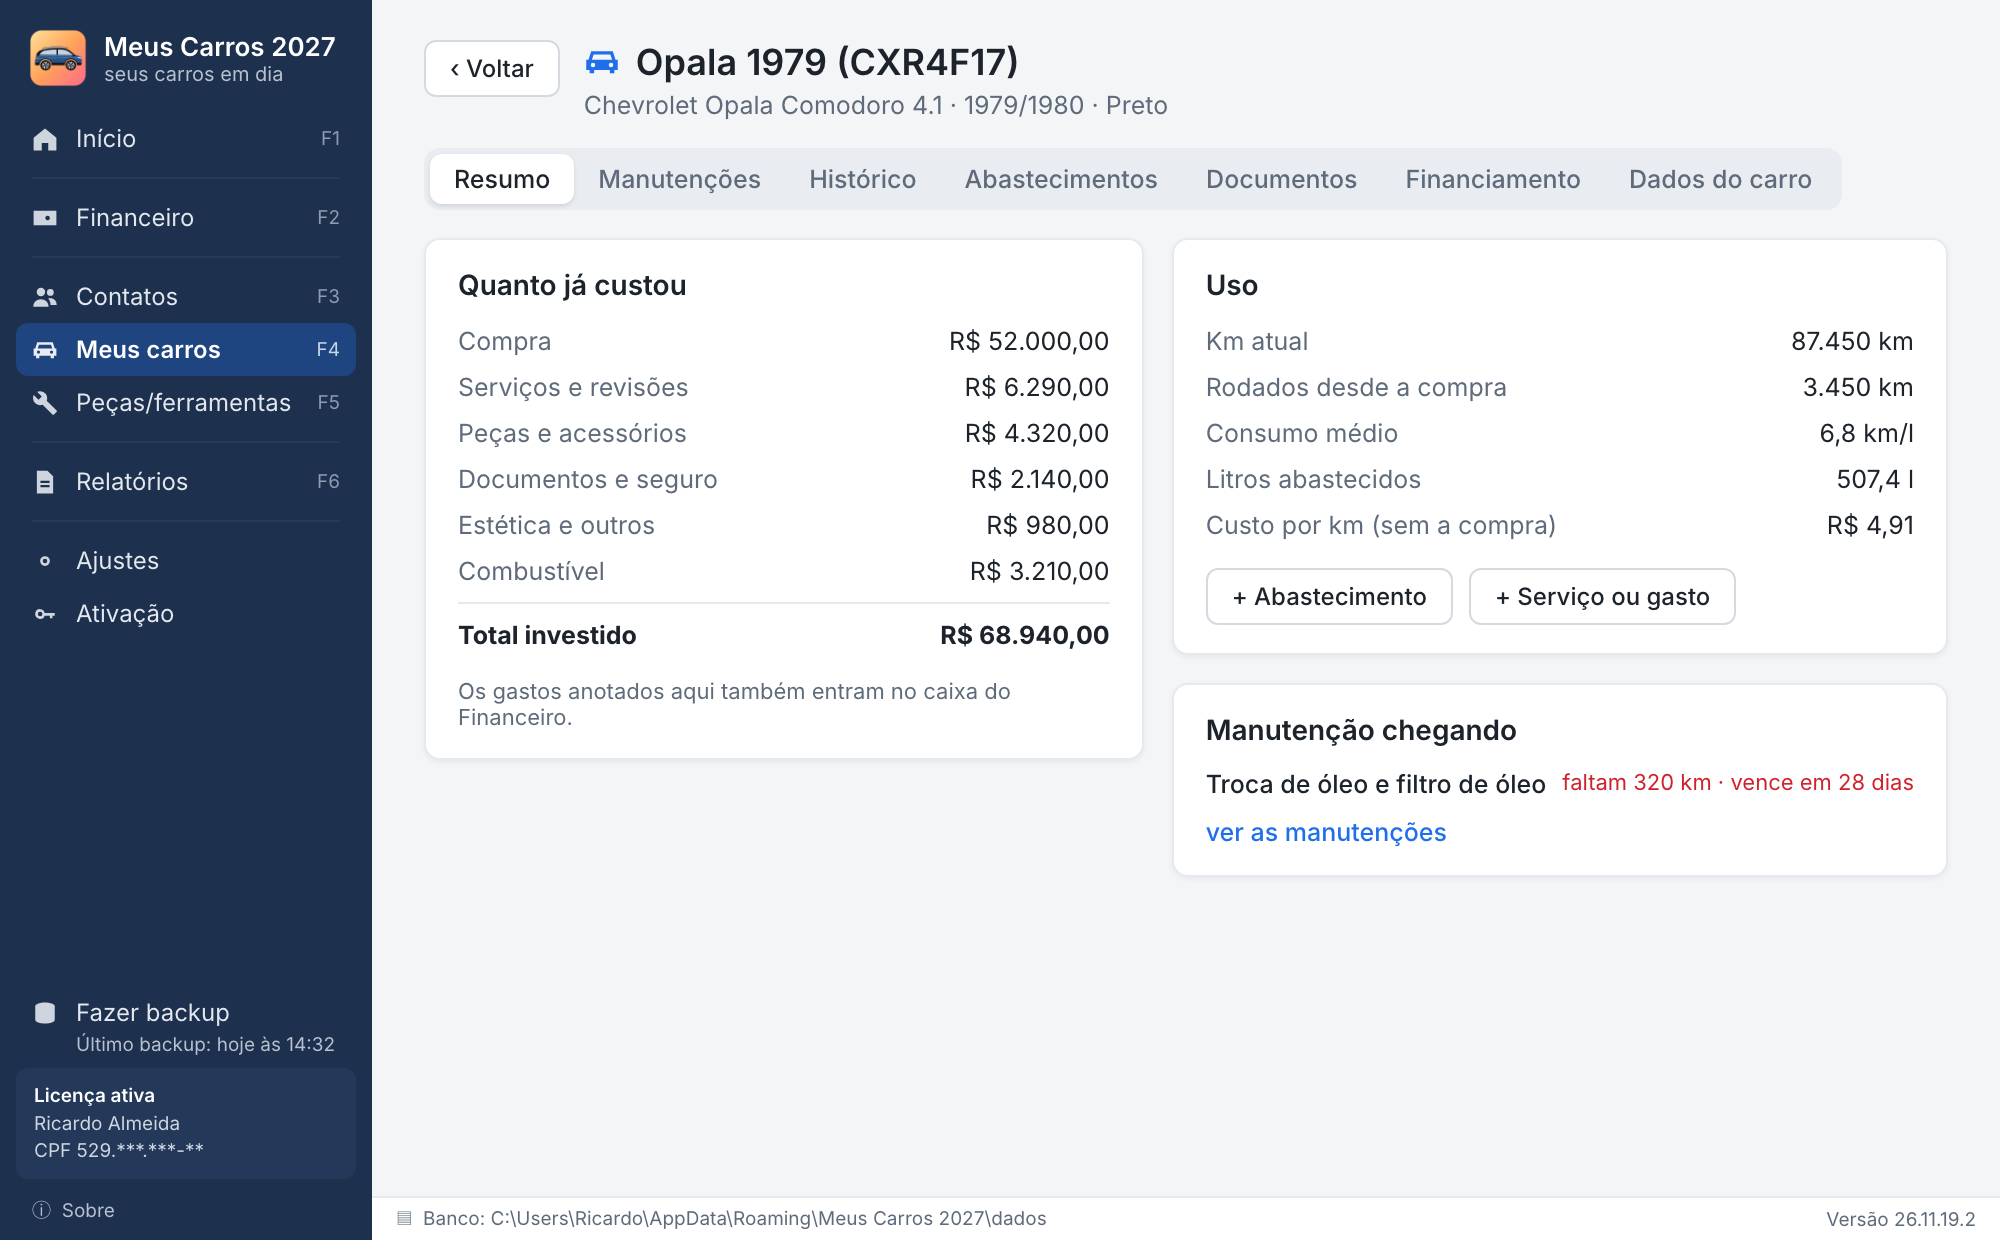 Meus Carros 2027
seus carros em dia
Início F1
Financeiro F2
Contatos F3
Meus carros F4
Peças/ferramentas F5
Relatórios F6
Ajustes
Ativação
Fazer backup
Último backup: hoje às 14:32
Licença ativa
Ricardo Almeida
CPF 529.***.***-**
Sobre
‹ Voltar
Opala 1979 (CXR4F17)
Chevrolet Opala Comodoro 4.1 · 1979/1980 · Preto
Resumo Manutenções Histórico Abastecimentos Documentos Financiamento Dados do carro
Quanto já custou
Compra R$ 52.000,00
Serviços e revisões R$ 6.290,00
Peças e acessórios R$ 4.320,00
Documentos e seguro R$ 2.140,00
Estética e outros R$ 980,00
Combustível R$ 3.210,00
Total investido R$ 68.940,00
Os gastos anotados aqui também entram no caixa do
Financeiro.
Uso
Km atual 87.450 km
Rodados desde a compra 3.450 km
Consumo médio 6,8 km/l
Litros abastecidos 507,4 l
Custo por km (sem a compra) R$ 4,91
+ Abastecimento + Serviço ou gasto
Manutenção chegando
Troca de óleo e filtro de óleo faltam 320 km · vence em 28 dias
ver as manutenções
Banco: C:\Users\Ricardo\AppData\Roaming\Meus Carros 2027\dados
Versão 26.11.19.2